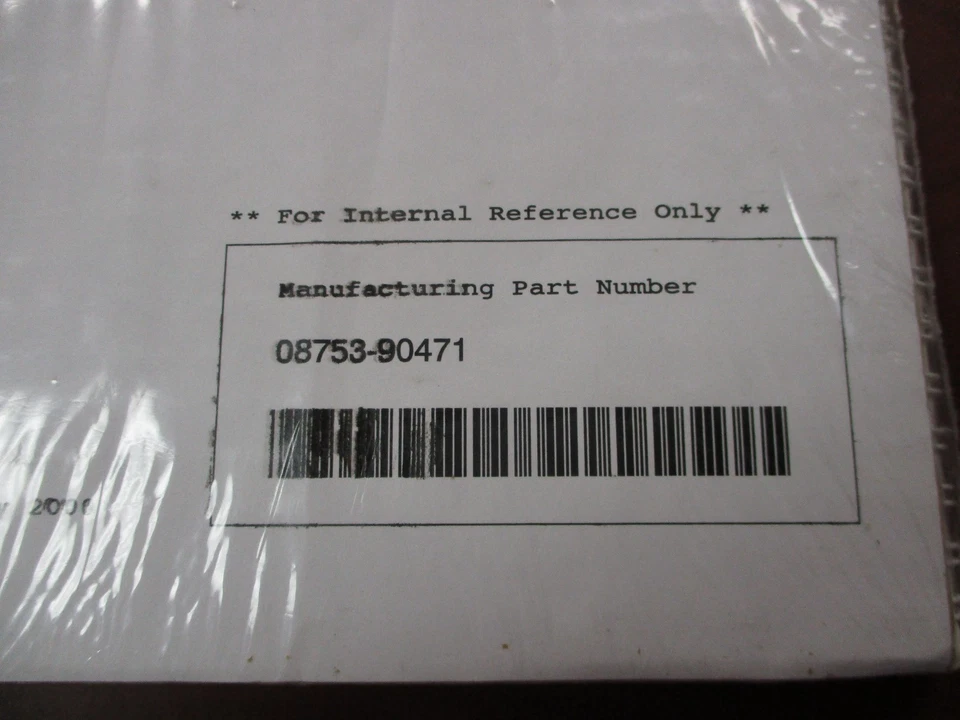 ** For Internal Reference Only **
Manufacturing Part Number
08753-90471